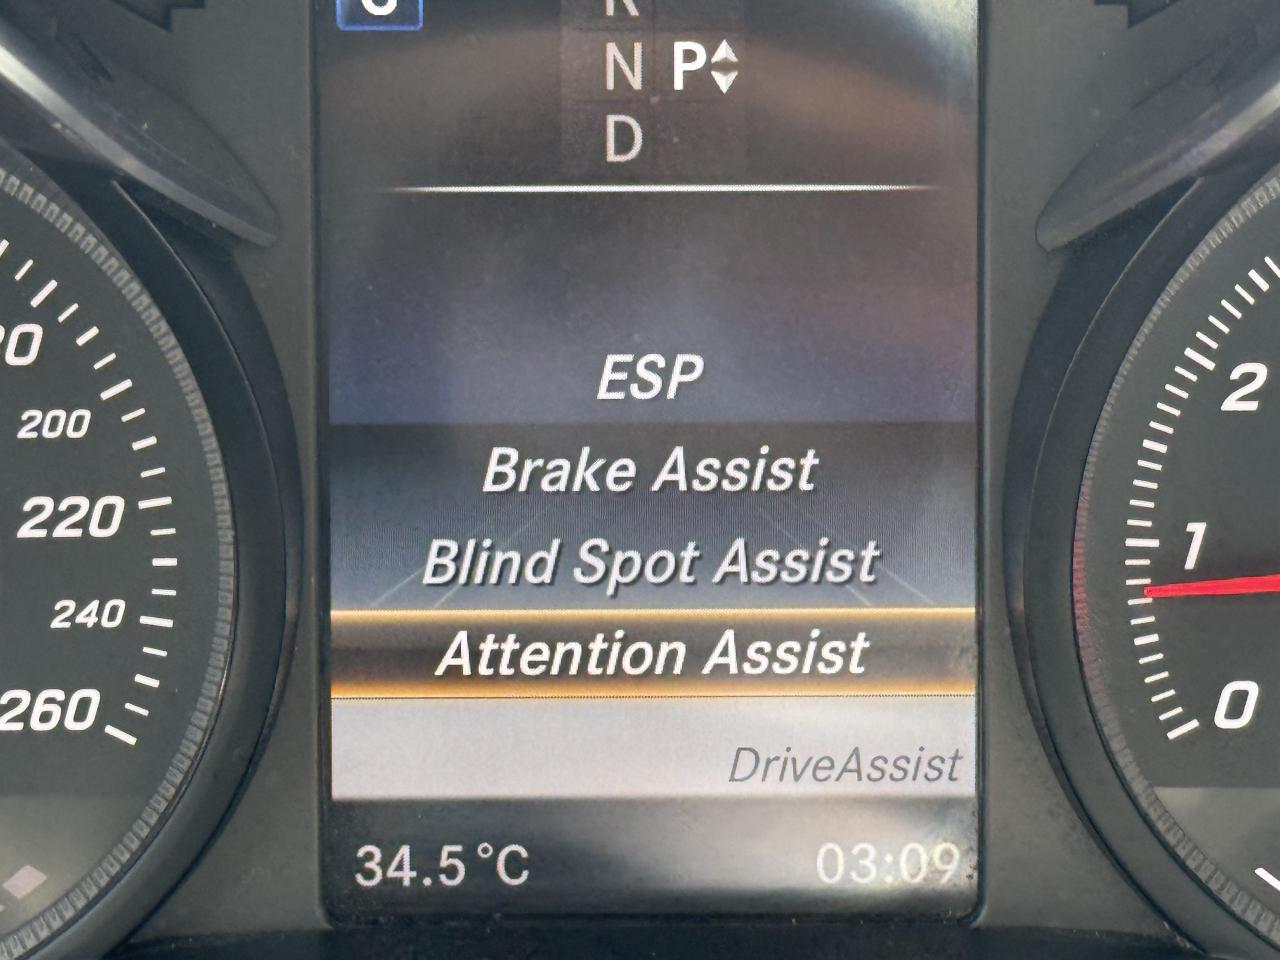 R
N P
D
ESP
Brake Assist
Blind Spot Assist
Attention Assist
DriveAssist
34.5°C
03:09
200
220
240
260
2
1
0